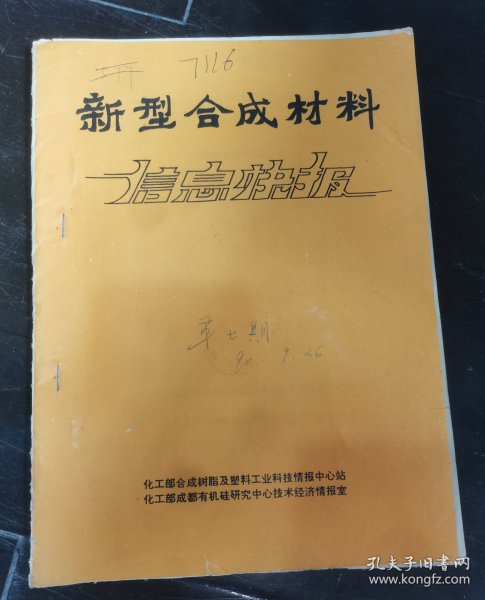 7116
新型合成材料
信息快报
第七期
90.9.26
化工部合成树脂及塑料工业科技情报中心站
化工部成都有机硅研究中心技术经济情报室
孔夫子旧书网
www.kongfz.com